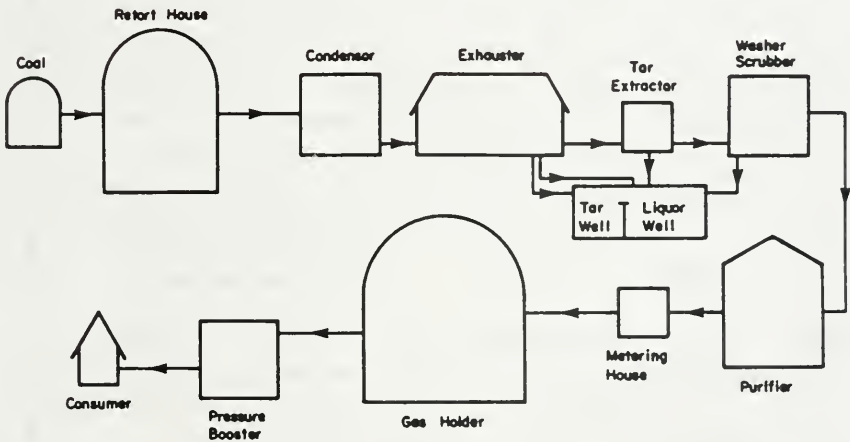 Retort House
Coal
Condensor
Exhauster
Tar
Extractor
Washer
Scrubber
Tar
Well
Liquor
Well
Consumer
Pressure
Booster
Gas Holder
Metering
House
Purifier